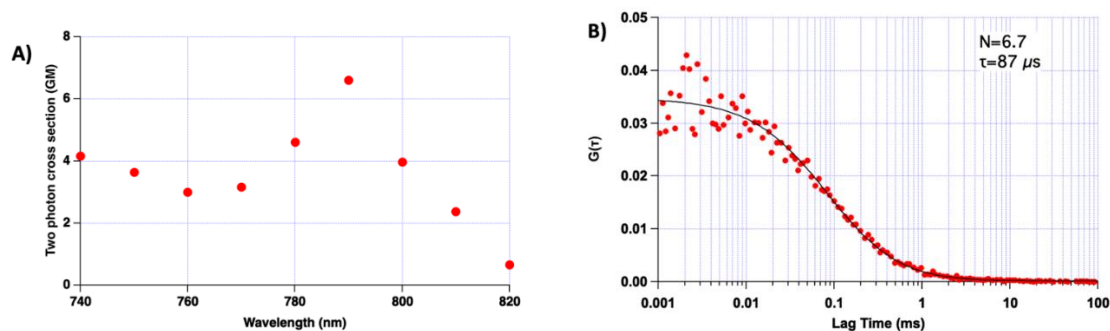 A)
Two photon cross section (GM)
8
6
4
2
0
740 760 780 800 820
Wavelength (nm)
B)
G(τ)
0.05
0.04
0.03
0.02
0.01
0.00
N=6.7
τ=87 µs
0.001 0.01 0.1 1 10 100
Lag Time (ms)